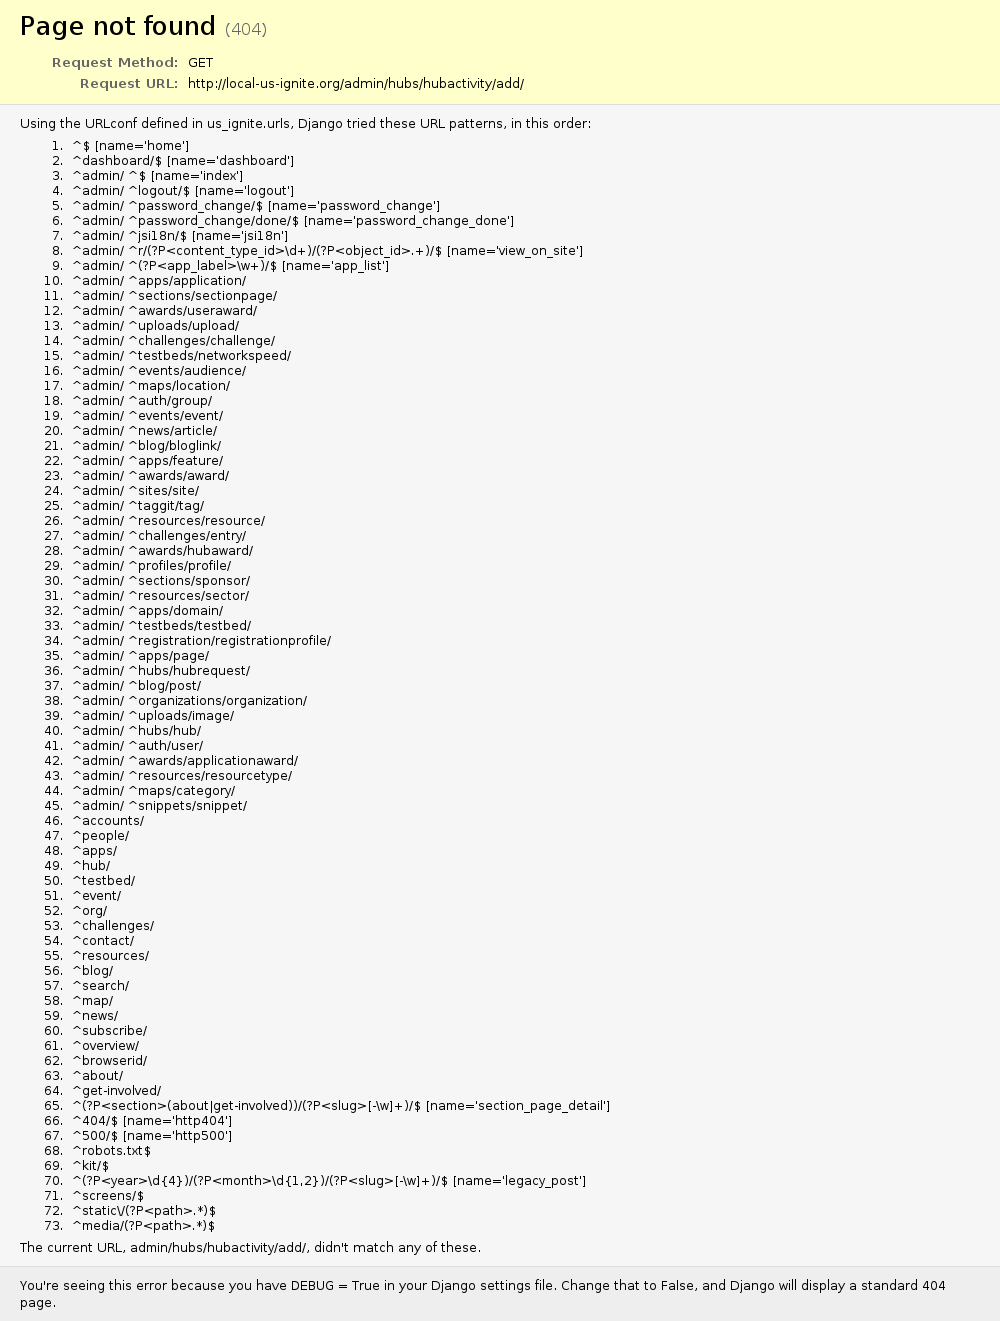 Page not found (404)
Request Method: GET
Request URL: http://local-us-ignite.org/admin/hubs/hubactivity/add/
Using the URLconf defined in us_ignite.urls, Django tried these URL patterns, in this order:
1. ^$ [name='home']
2. ^dashboard/$ [name='dashboard']
3. ^admin/ ^$ [name='index']
4. ^admin/ ^logout/$ [name='logout']
5. ^admin/ ^password_change/$ [name='password_change']
6. ^admin/ ^password_change/done/$ [name='password_change_done']
7. ^admin/ ^jsi18n/$ [name='jsi18n']
8. ^admin/ ^r/(?P<content_type_id>\d+)/(?P<object_id>.+)/$ [name='view_on_site']
9. ^admin/ ^(?P<app_label>\w+)/$ [name='app_list']
10. ^admin/ ^apps/application/
11. ^admin/ ^sections/sectionpage/
12. ^admin/ ^awards/useraward/
13. ^admin/ ^uploads/upload/
14. ^admin/ ^challenges/challenge/
15. ^admin/ ^testbeds/networkspeed/
16. ^admin/ ^events/audience/
17. ^admin/ ^maps/location/
18. ^admin/ ^auth/group/
19. ^admin/ ^events/event/
20. ^admin/ ^news/article/
21. ^admin/ ^blog/bloglink/
22. ^admin/ ^apps/feature/
23. ^admin/ ^awards/award/
24. ^admin/ ^sites/site/
25. ^admin/ ^taggit/tag/
26. ^admin/ ^resources/resource/
27. ^admin/ ^challenges/entry/
28. ^admin/ ^awards/hubaward/
29. ^admin/ ^profiles/profile/
30. ^admin/ ^sections/sponsor/
31. ^admin/ ^resources/sector/
32. ^admin/ ^apps/domain/
33. ^admin/ ^testbeds/testbed/
34. ^admin/ ^registration/registrationprofile/
35. ^admin/ ^apps/page/
36. ^admin/ ^hubs/hubrequest/
37. ^admin/ ^blog/post/
38. ^admin/ ^organizations/organization/
39. ^admin/ ^uploads/image/
40. ^admin/ ^hubs/hub/
41. ^admin/ ^auth/user/
42. ^admin/ ^awards/applicationaward/
43. ^admin/ ^resources/resourcetype/
44. ^admin/ ^maps/category/
45. ^admin/ ^snippets/snippet/
46. ^accounts/
47. ^people/
48. ^apps/
49. ^hub/
50. ^testbed/
51. ^event/
52. ^org/
53. ^challenges/
54. ^contact/
55. ^resources/
56. ^blog/
57. ^search/
58. ^map/
59. ^news/
60. ^subscribe/
61. ^overview/
62. ^browserid/
63. ^about/
64. ^get-involved/
65. ^(?P<section>(about|get-involved))/(?P<slug>[-\w]+)/$ [name='section_page_detail']
66. ^404/$ [name='http404']
67. ^500/$ [name='http500']
68. ^robots.txt$
69. ^kit/$
70. ^(?P<year>\d{4})/(?P<month>\d{1,2})/(?P<slug>[-\w]+)/$ [name='legacy_post']
71. ^screens/$
72. ^static\/(?P<path>.*)$
73. ^media/(?P<path>.*)$
The current URL, admin/hubs/hubactivity/add/, didn't match any of these.
You're seeing this error because you have DEBUG = True in your Django settings file. Change that to False, and Django will display a standard 404
page.